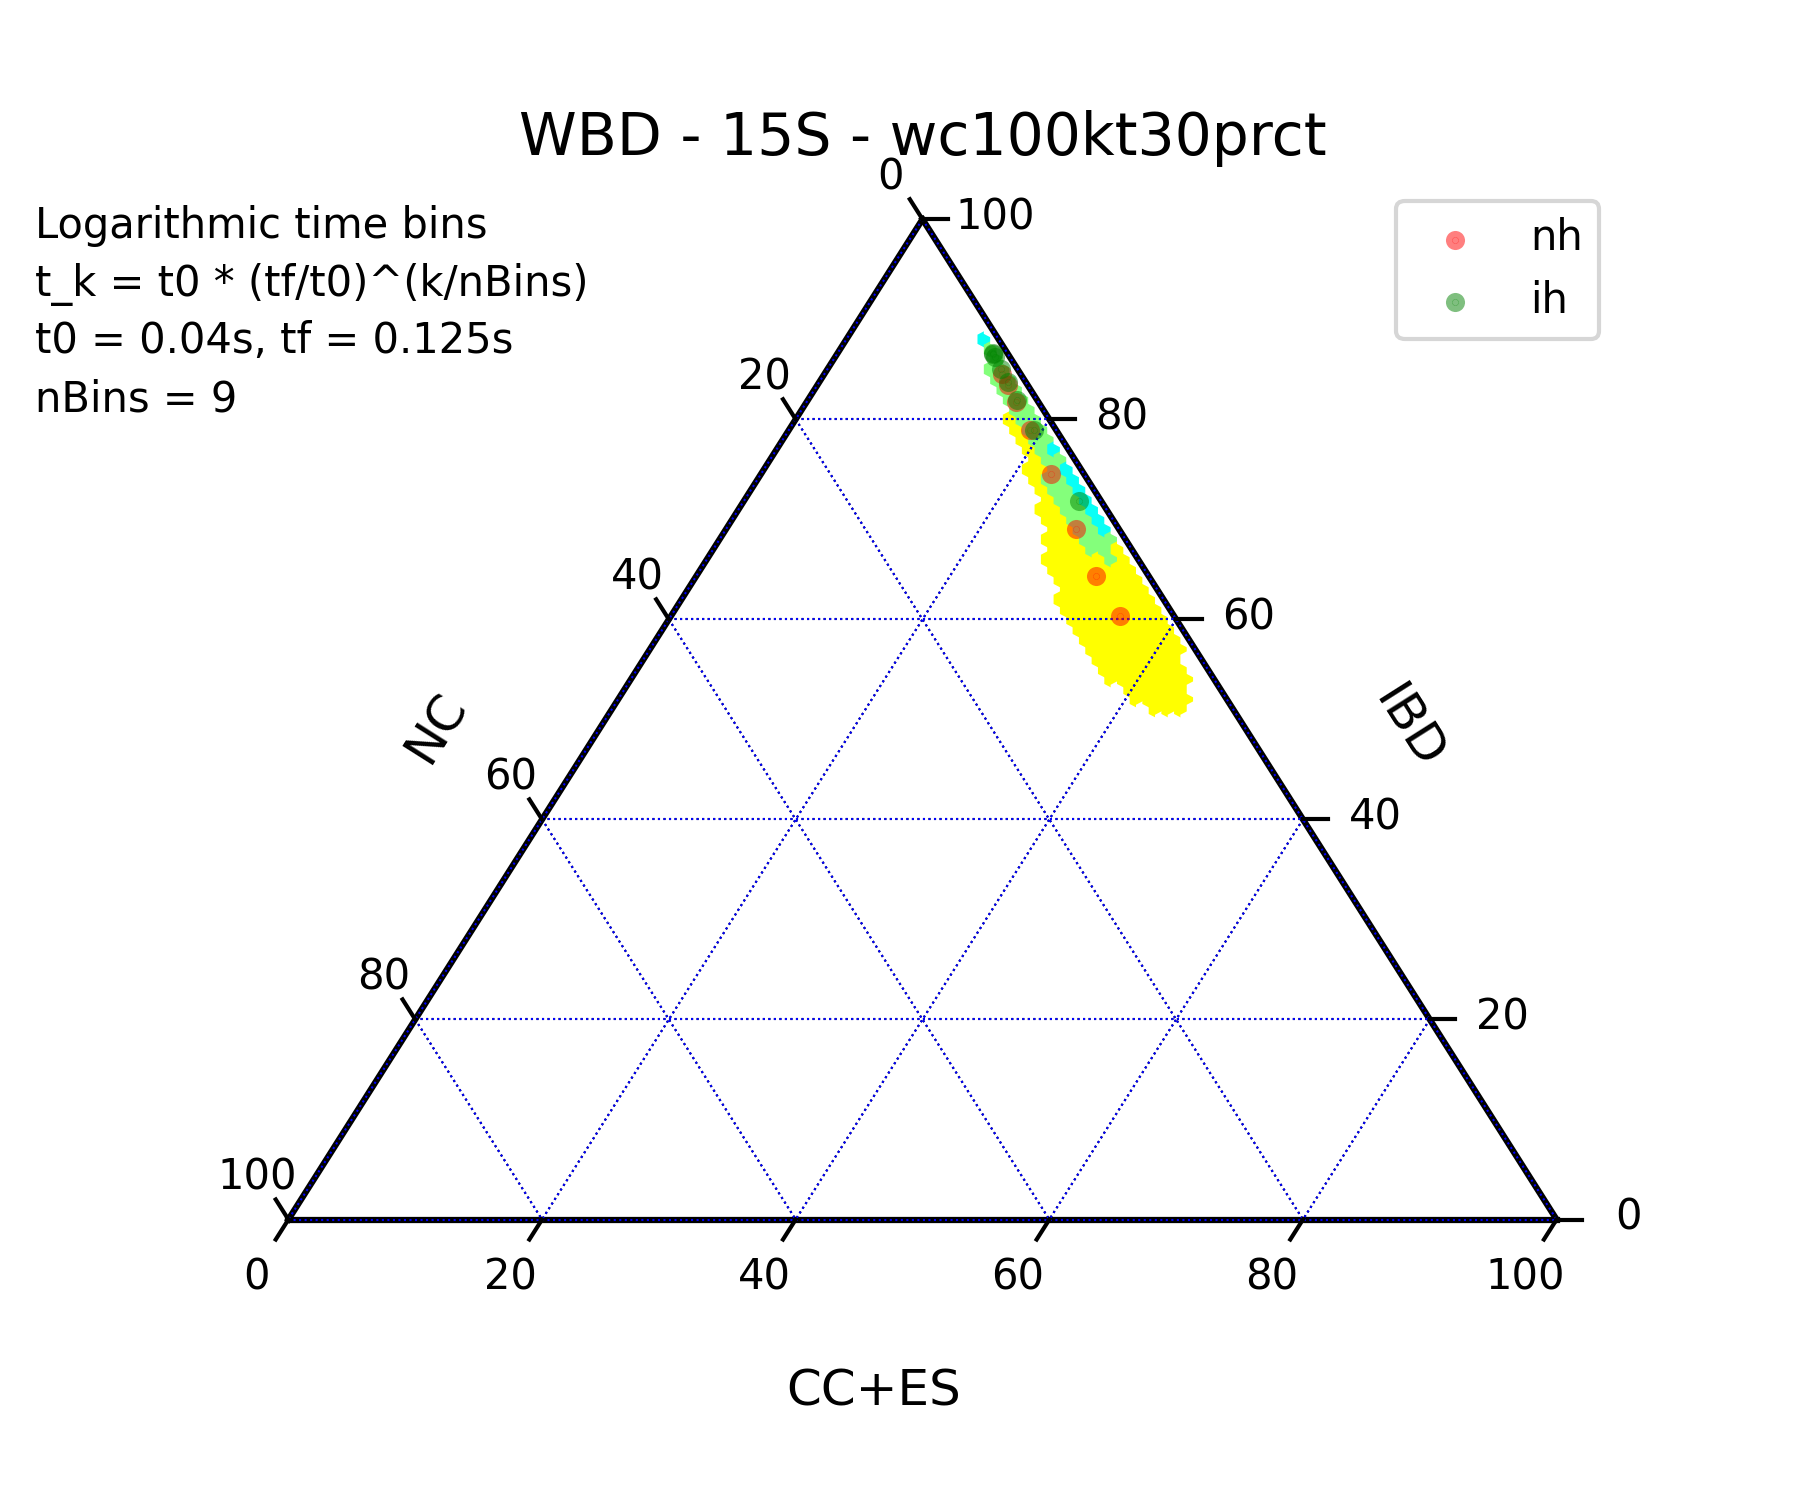 WBD - 15S - wc100kt30prct
Logarithmic time bins
t_k = t0 * (tf/t0)^(k/nBins)
t0 = 0.04s, tf = 0.125s
nBins = 9
nh
ih
0
100
20
80
40
60
NC
IBD
60
40
80
20
100
0
0
20
40
60
80
100
CC+ES